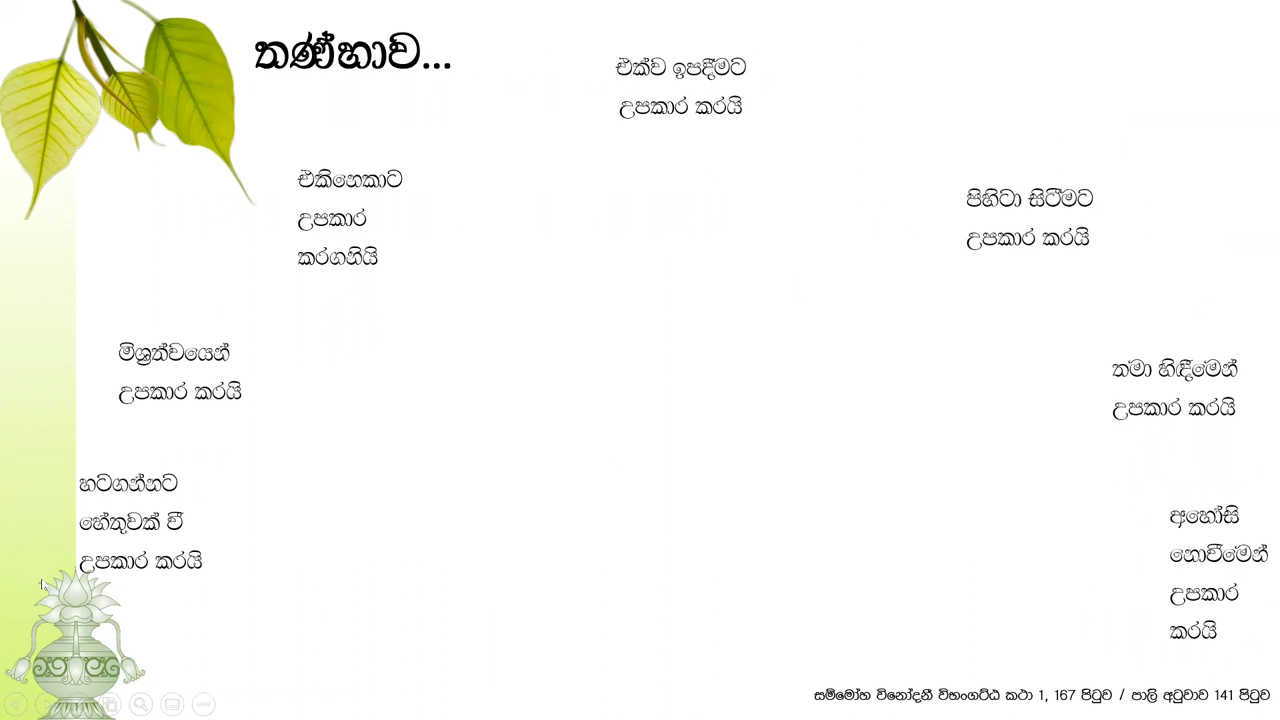 තණ්හාව...
එක්ව ඉපදීමට
උපකාර කරයි
එකිනෙකාට
උපකාර
කරගනියි
පිහිටා සිටීමට
උපකාර කරයි
මිශ්‍රත්වයෙන්
උපකාර කරයි
තමා හිඳීමෙන්
උපකාර කරයි
හටගන්නට
හේතුවක් වී
උපකාර කරයි
අහෝසි
නොවීමෙන්
උපකාර
කරයි
සම්මෝහ විනෝදනී විභංගට්ඨ කථා 1, 167 පිටුව / පාලි අටුවාව 141 පිටුව